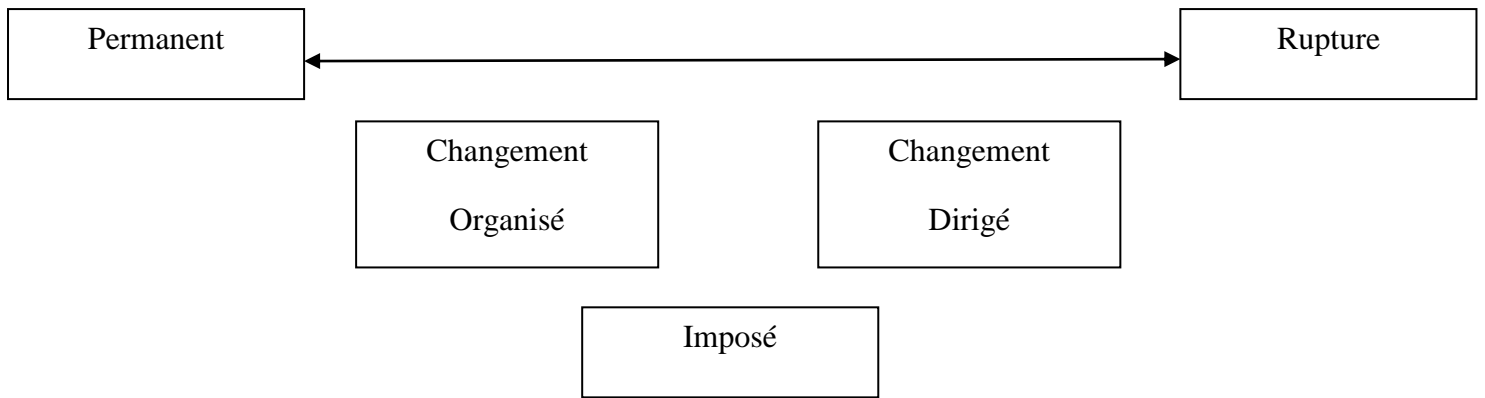 Permanent
Rupture
Changement
Organisé
Changement
Dirigé
Imposé